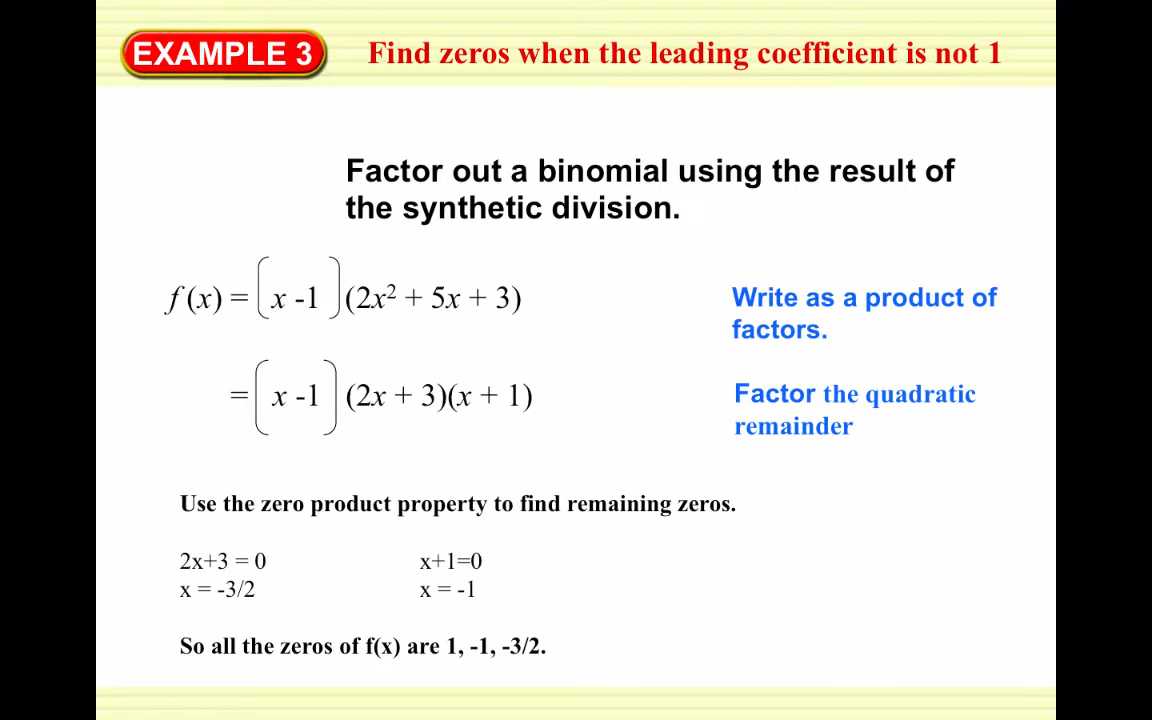 EXAMPLE 3 Find zeros when the leading coefficient is not 1
Factor out a binomial using the result of
the synthetic division.
f (x) = (x -1) (2x² + 5x + 3)
Write as a product of
factors.
= (x -1) (2x + 3)(x + 1)
Factor the quadratic
remainder
Use the zero product property to find remaining zeros.
2x+3 = 0 x+1=0
x = -3/2 x = -1
So all the zeros of f(x) are 1, -1, -3/2.